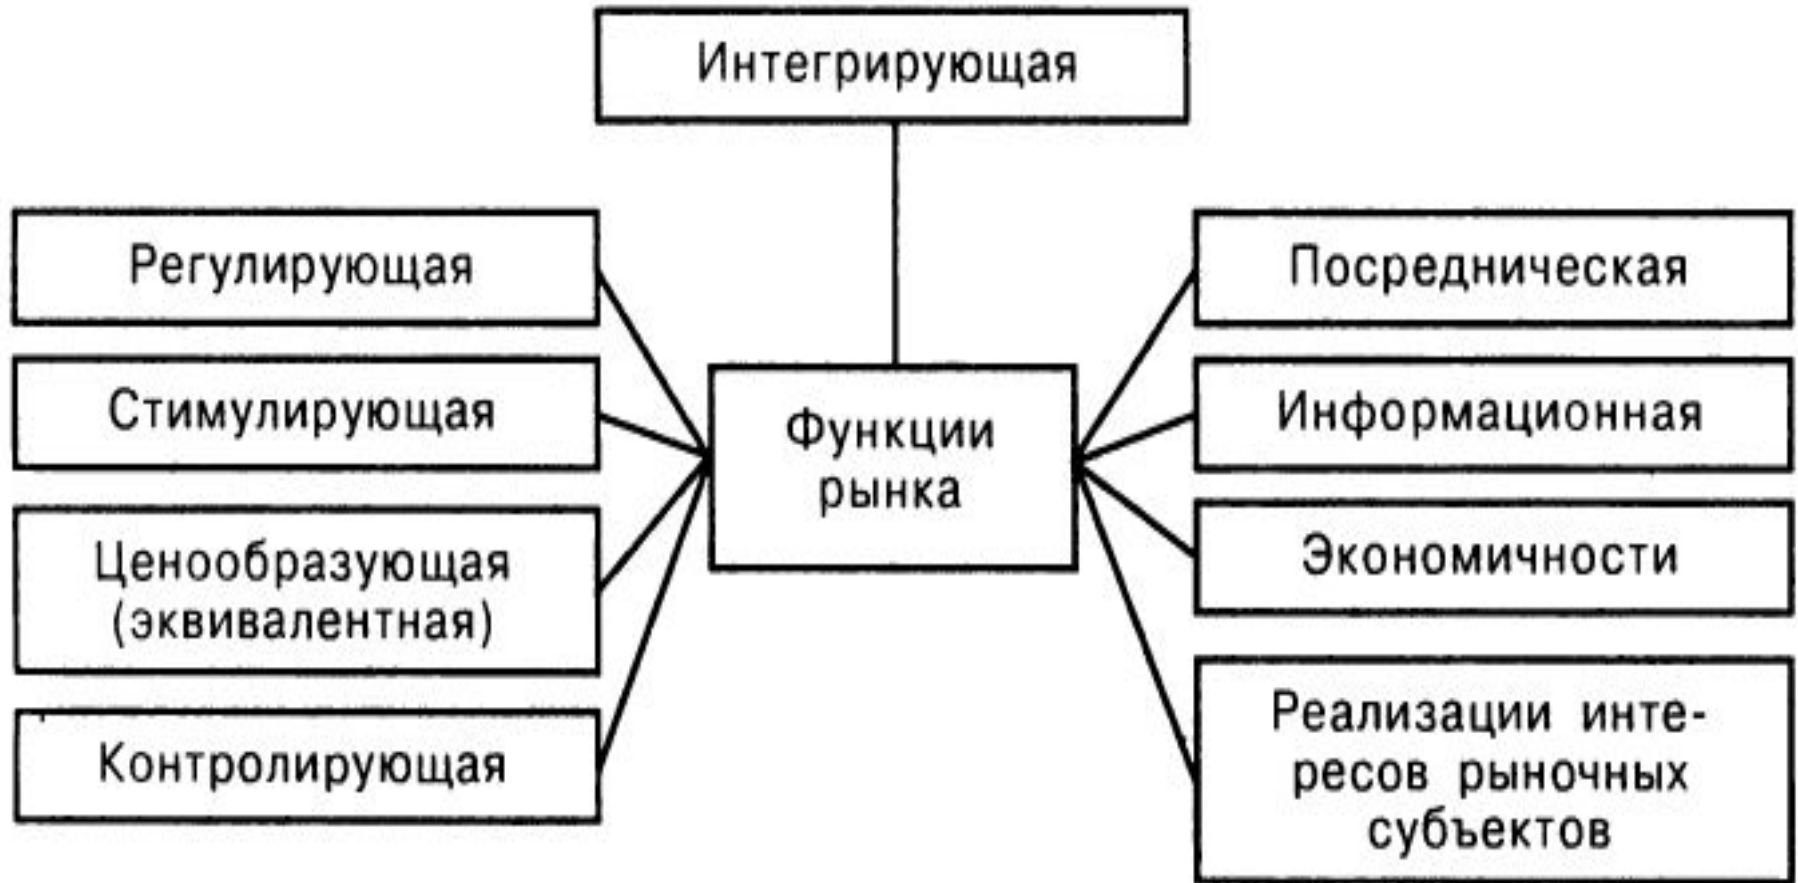 Интегрирующая
Регулирующая
Стимулирующая
Ценообразующая
(эквивалентная)
Контролирующая
Функции
рынка
Посредническая
Информационная
Экономичности
Реализации инте-
ресов рыночных
субъектов